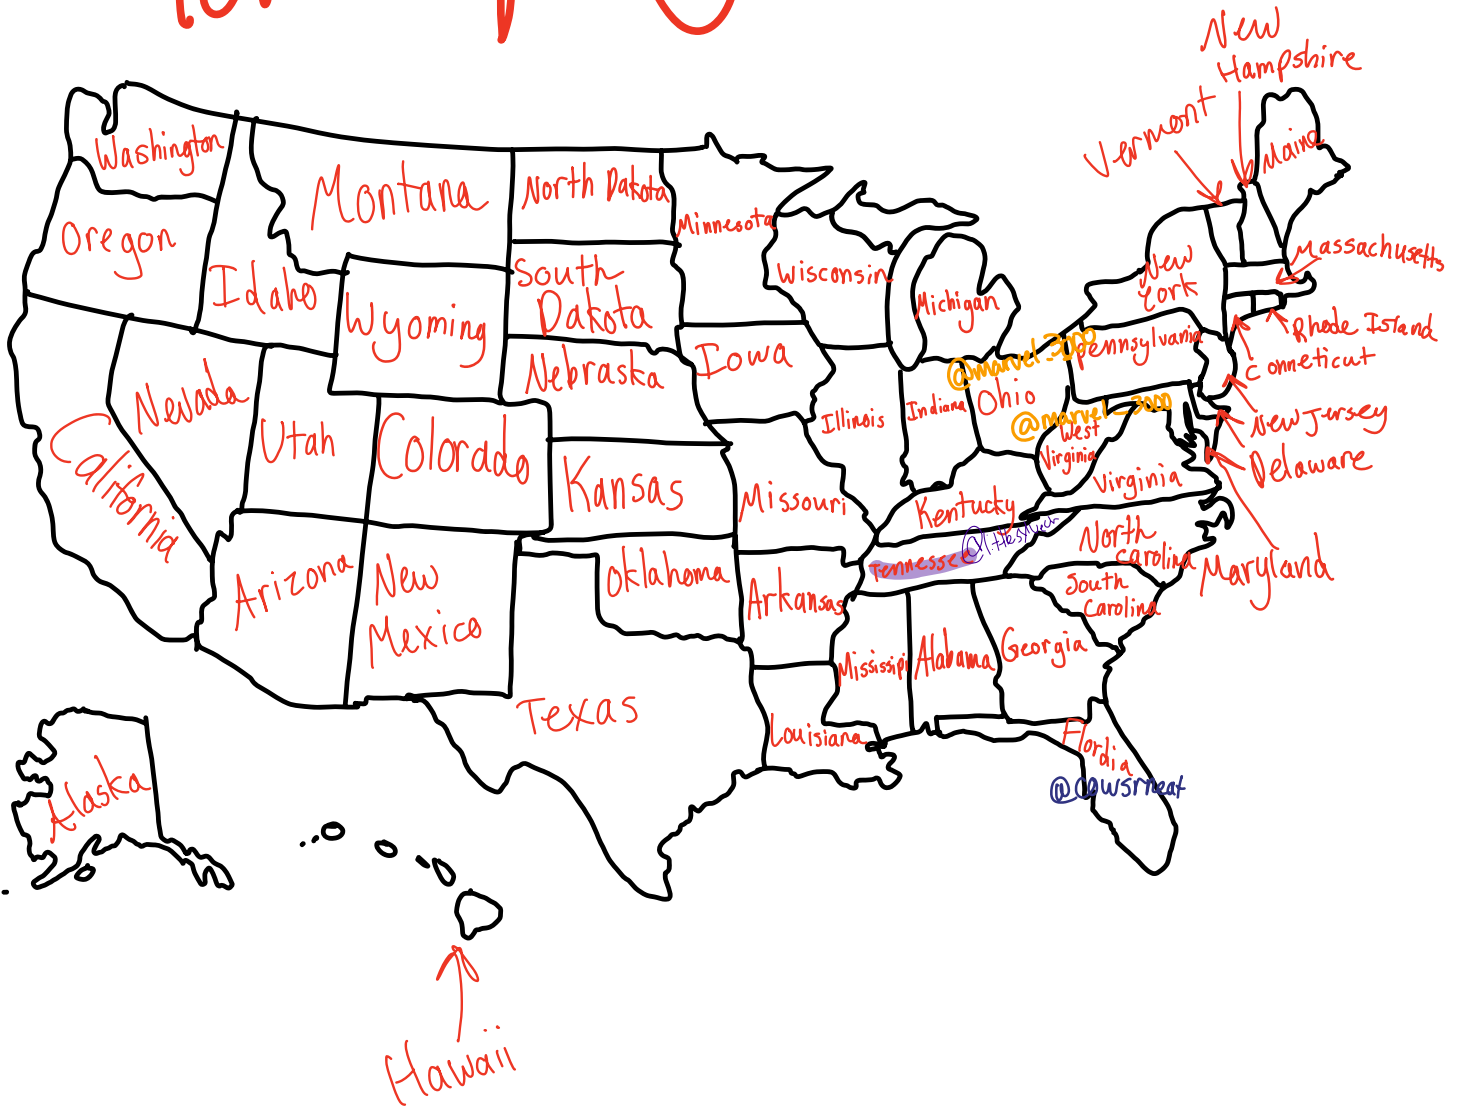 New
Hampshire
Vermont
Maine
Washington
Montana
North Dakota
Minnesota
Oregon
Idaho
Wyoming
South
Dakota
Wisconsin
Michigan
New
York
Massachusetts
Rhode Island
Conneticut
Pennsylvania
@marvel_3000
Nebraska
Iowa
Nevada
Utah
Colorado
California
Illinois
Indiana
Ohio
@marvel_3000
West
Virginia
New Jersey
Delaware
Virginia
Kansas
Missouri
Kentucky
Tennessee
North
Carolina
Maryland
South
Carolina
Arizona
New
Mexico
Oklahoma
Arkansas
Mississipi
Alabama
Georgia
Texas
Louisiana
Flordia
Alaska
Hawaii